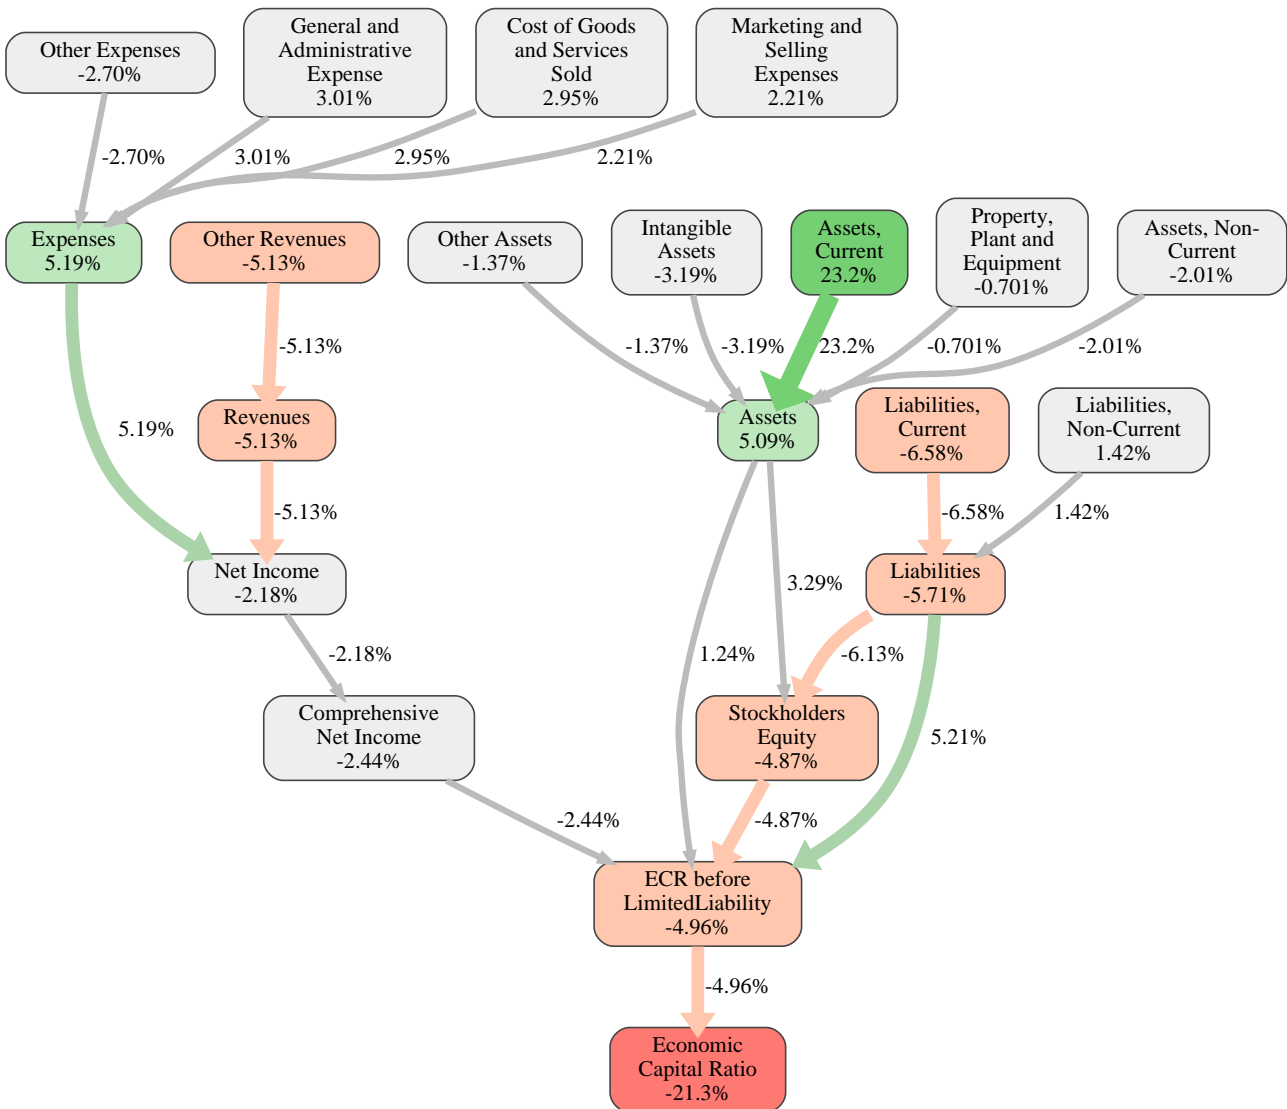 Other Expenses
-2.70%
General and
Administrative
Expense
3.01%
Cost of Goods
and Services
Sold
2.95%
Marketing and
Selling
Expenses
2.21%
-2.70%
3.01%
2.95%
2.21%
Expenses
5.19%
Other Revenues
-5.13%
Other Assets
-1.37%
Intangible
Assets
-3.19%
Assets,
Current
23.2%
Property,
Plant and
Equipment
-0.701%
Assets, Non-
Current
-2.01%
-5.13%
-1.37%
-3.19%
23.2%
-0.701%
-2.01%
Revenues
-5.13%
Assets
5.09%
Liabilities,
Current
-6.58%
Liabilities,
Non-Current
1.42%
5.19%
-5.13%
-6.58%
1.42%
Net Income
-2.18%
3.29%
Liabilities
-5.71%
-2.18%
1.24%
-6.13%
Comprehensive
Net Income
-2.44%
Stockholders
Equity
-4.87%
5.21%
-2.44%
-4.87%
ECR before
LimitedLiability
-4.96%
-4.96%
Economic
Capital Ratio
-21.3%